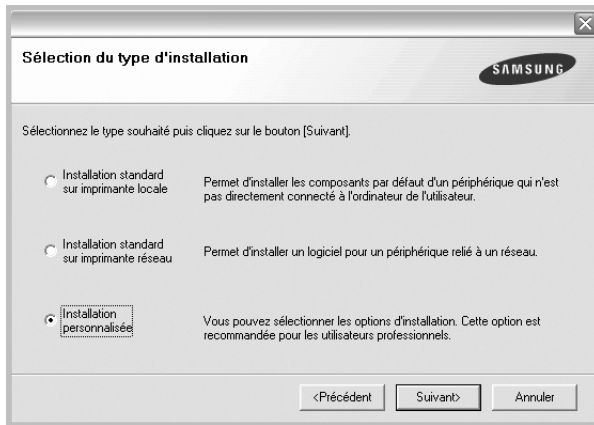 Sélection du type d'installation
SAMSUNG
Sélectionnez le type souhaité puis cliquez sur le bouton [Suivant].
Installation standard
sur imprimante locale
Permet d'installer les composants par défaut d'un périphérique qui n'est
pas directement connecté à l'ordinateur de l'utilisateur.
Installation standard
sur imprimante réseau
Permet d'installer un logiciel pour un périphérique relié à un réseau.
Installation
personnalisée
Vous pouvez sélectionner les options d'installation. Cette option est
recommandée pour les utilisateurs professionnels.
<Précédent Suivant> Annuler